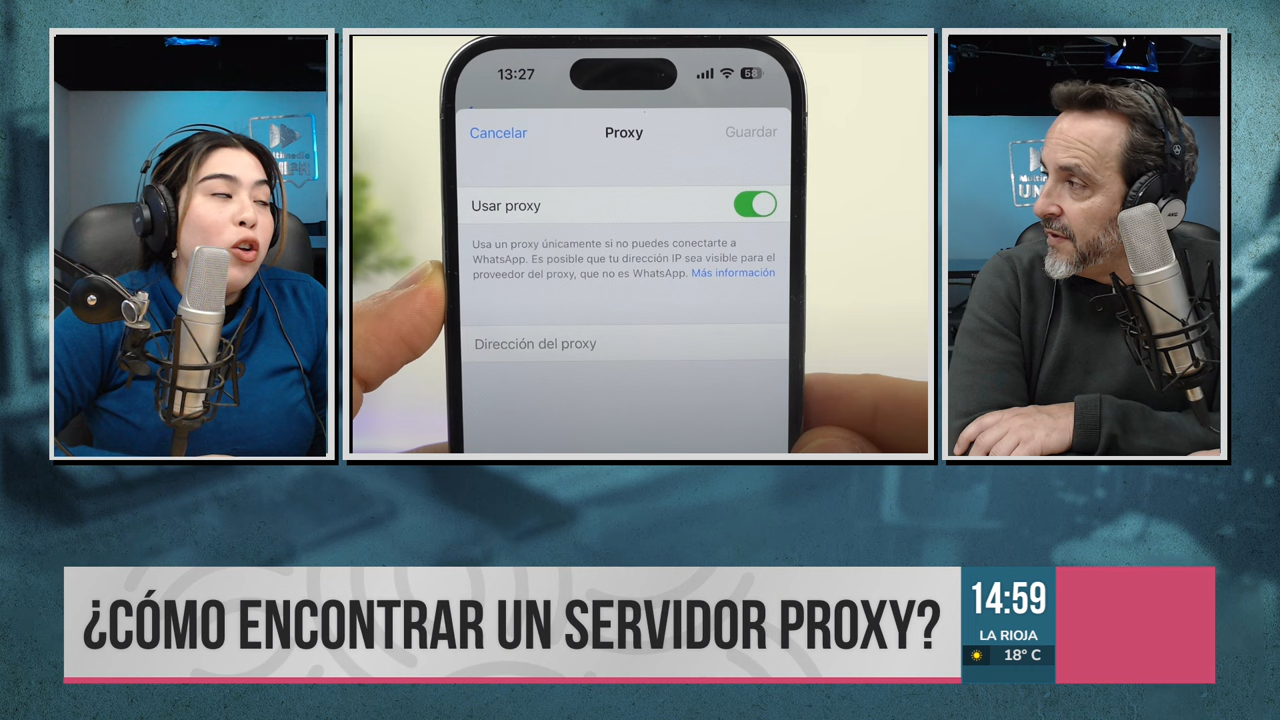 13:27
58
Cancelar
Proxy
Guardar
Usar proxy
Usa un proxy únicamente si no puedes conectarte a
WhatsApp. Es posible que tu dirección IP sea visible para el
proveedor del proxy, que no es WhatsApp. Más información
Dirección del proxy
AKG
¿CÓMO ENCONTRAR UN SERVIDOR PROXY?
14:59
LA RIOJA
18° C